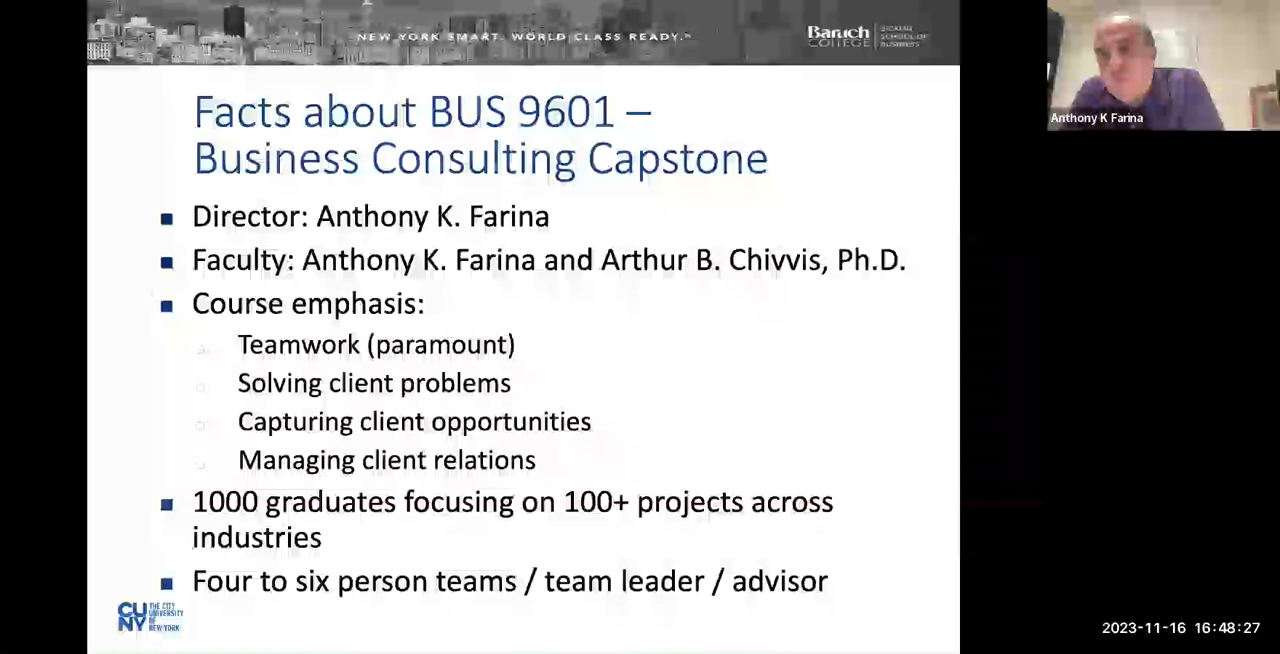 NEW YORK SMART. WORLD CLASS READY.™
Baruch
COLLEGE
ZICKLIN
SCHOOL OF
BUSINESS
Anthony K Farina
Facts about BUS 9601 –
Business Consulting Capstone
Director: Anthony K. Farina
Faculty: Anthony K. Farina and Arthur B. Chivvis, Ph.D.
Course emphasis:
Teamwork (paramount)
Solving client problems
Capturing client opportunities
Managing client relations
1000 graduates focusing on 100+ projects across
industries
Four to six person teams / team leader / advisor
CU
NY
THE CITY
UNIVERSITY
OF
NEW YORK
2023-11-16 16:48:27